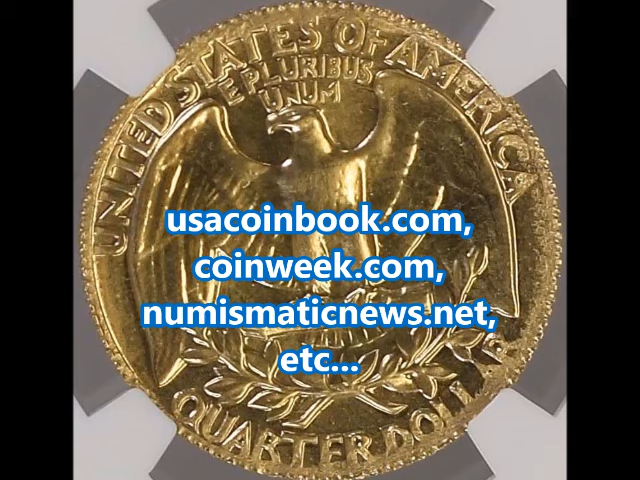 UNITED STATES OF AMERICA
E PLURIBUS
UNUM
usacoinbook.com,
coinweek.com,
numismaticnews.net,
etc...
QUARTER DOLLAR